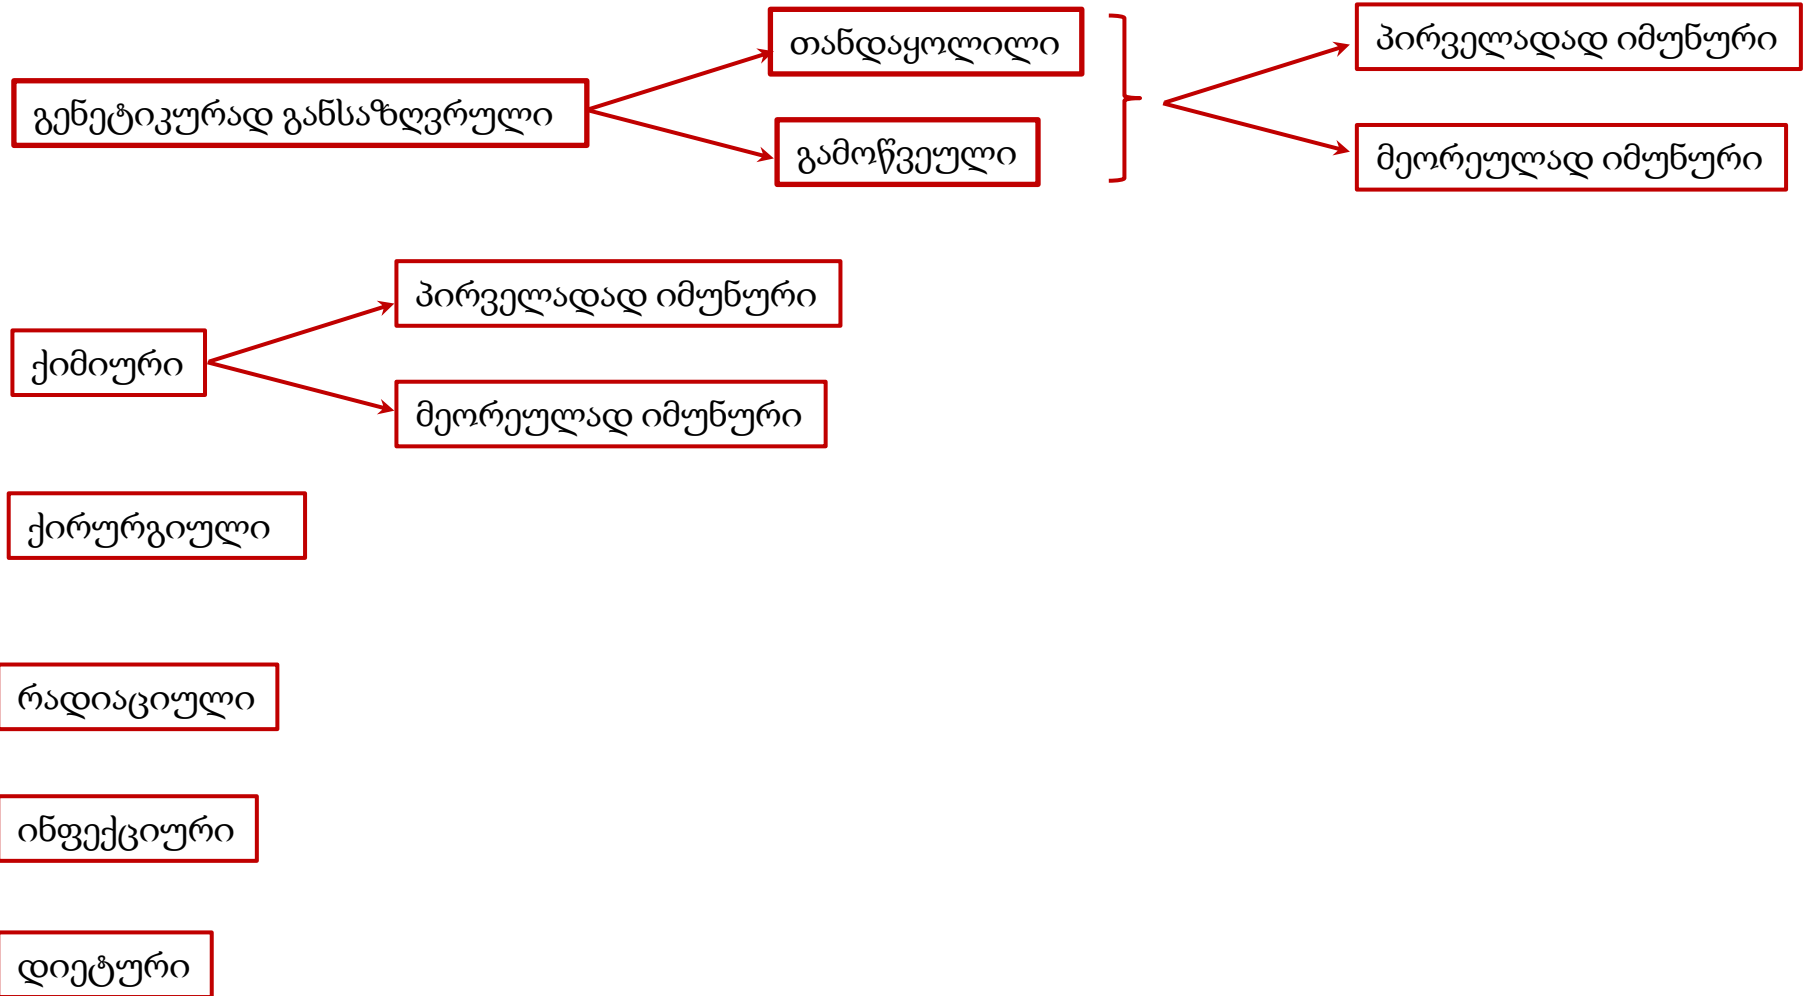 გენეტიკურად განსაზღვრული
თანდაყოლილი
გამოწვეული
პირველადად იმუნური
მეორეულად იმუნური
ქიმიური
პირველადად იმუნური
მეორეულად იმუნური
ქირურგიული
რადიაციული
ინფექციური
დიეტური